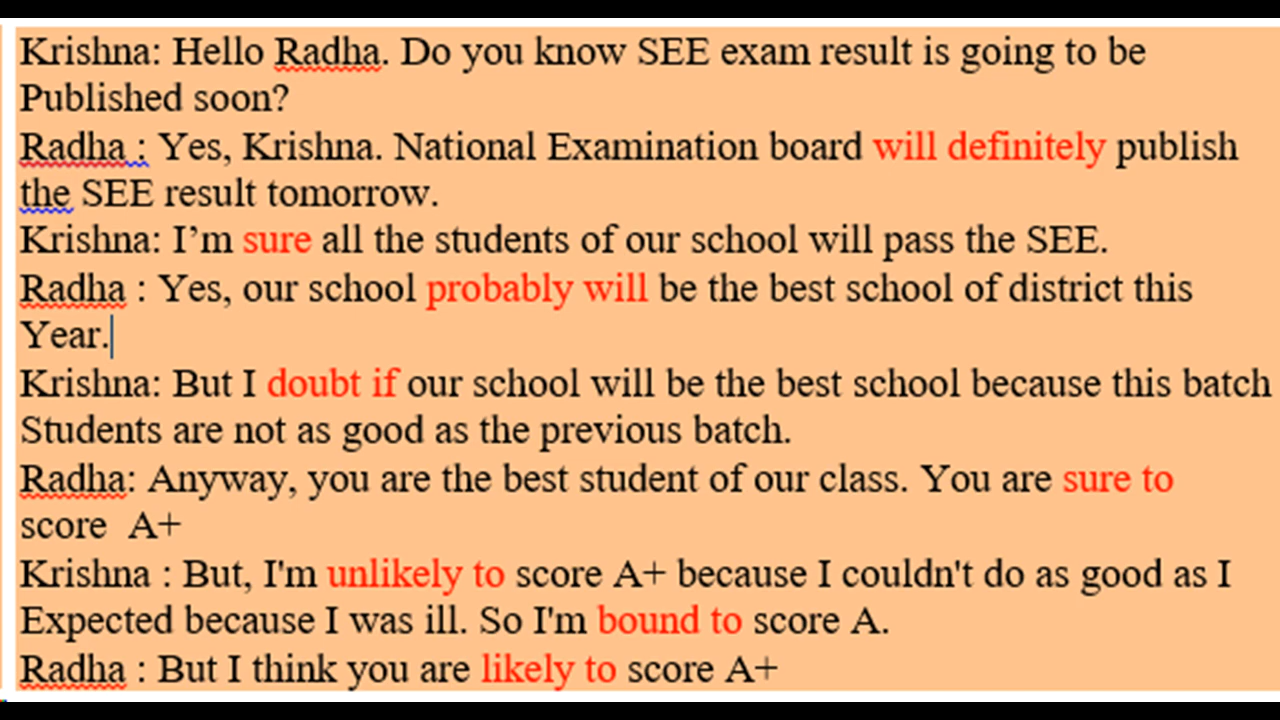 Krishna: Hello Radha. Do you know SEE exam result is going to be
Published soon?
Radha : Yes, Krishna. National Examination board will definitely publish
the SEE result tomorrow.
Krishna: I’m sure all the students of our school will pass the SEE.
Radha : Yes, our school probably will be the best school of district this
Year.
Krishna: But I doubt if our school will be the best school because this batch
Students are not as good as the previous batch.
Radha: Anyway, you are the best student of our class. You are sure to
score A+
Krishna : But, I'm unlikely to score A+ because I couldn't do as good as I
Expected because I was ill. So I'm bound to score A.
Radha : But I think you are likely to score A+